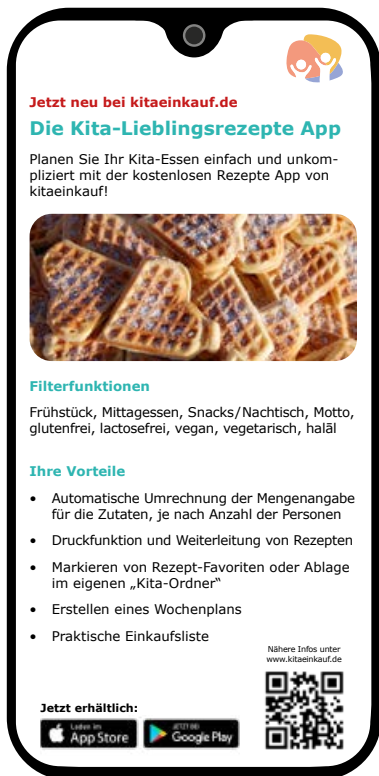 Jetzt neu bei kitaeinkauf.de
Die Kita-Lieblingsrezepte App
Planen Sie Ihr Kita-Essen einfach und unkom-
pliziert mit der kostenlosen Rezepte App von
kitaeinkauf!
Filterfunktionen
Frühstück, Mittagessen, Snacks/Nachtisch, Motto,
glutenfrei, lactosefrei, vegan, vegetarisch, halāl
Ihre Vorteile
• Automatische Umrechnung der Mengenangabe
für die Zutaten, je nach Anzahl der Personen
• Druckfunktion und Weiterleitung von Rezepten
• Markieren von Rezept-Favoriten oder Ablage
im eigenen „Kita-Ordner“
• Erstellen eines Wochenplans
• Praktische Einkaufsliste
Nähere Infos unter
www.kitaeinkauf.de
Jetzt erhältlich:
Laden im
App Store
JETZT BEI
Google Play